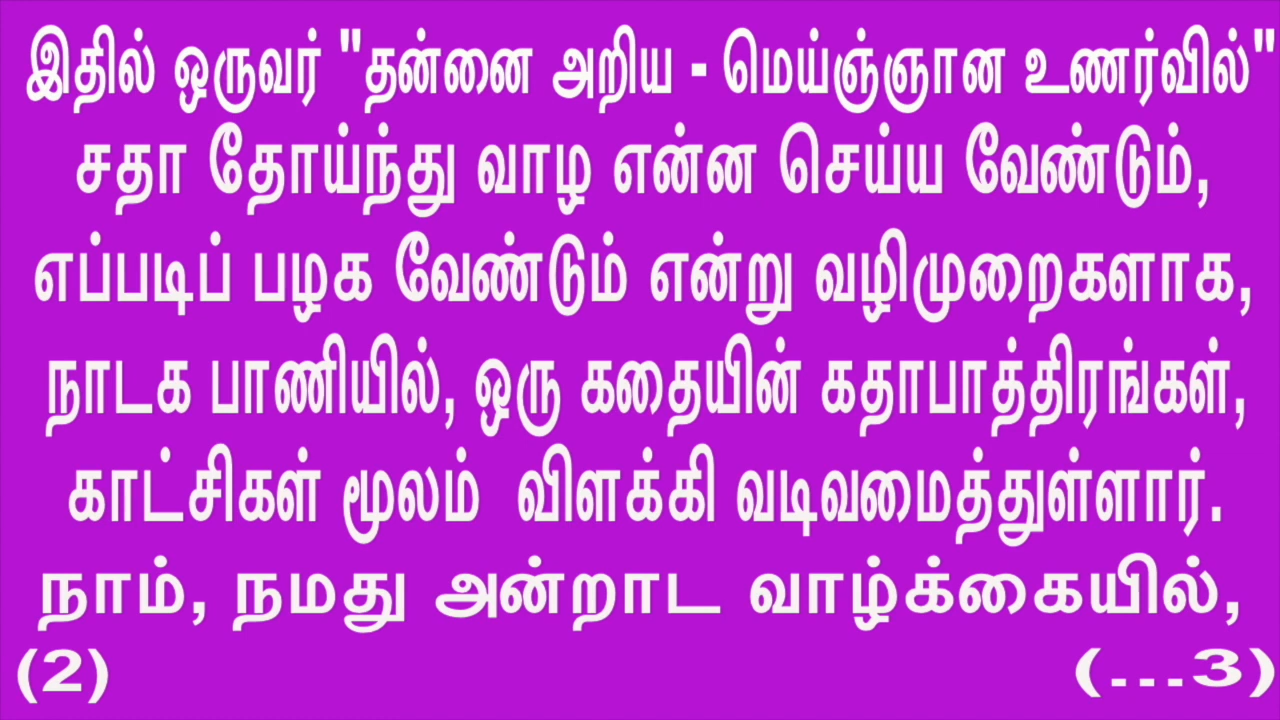 இதில் ஒருவர் "தன்னை அறிய - மெய்ஞ்ஞான உணர்வில்"
சதா தோய்ந்து வாழ என்ன செய்ய வேண்டும்,
எப்படிப் பழக வேண்டும் என்று வழிமுறைகளாக,
நாடக பாணியில், ஒரு கதையின் கதாபாத்திரங்கள்,
காட்சிகள் மூலம் விளக்கி வடிவமைத்துள்ளார்.
நாம், நமது அன்றாட வாழ்க்கையில்,
(2) (...3)